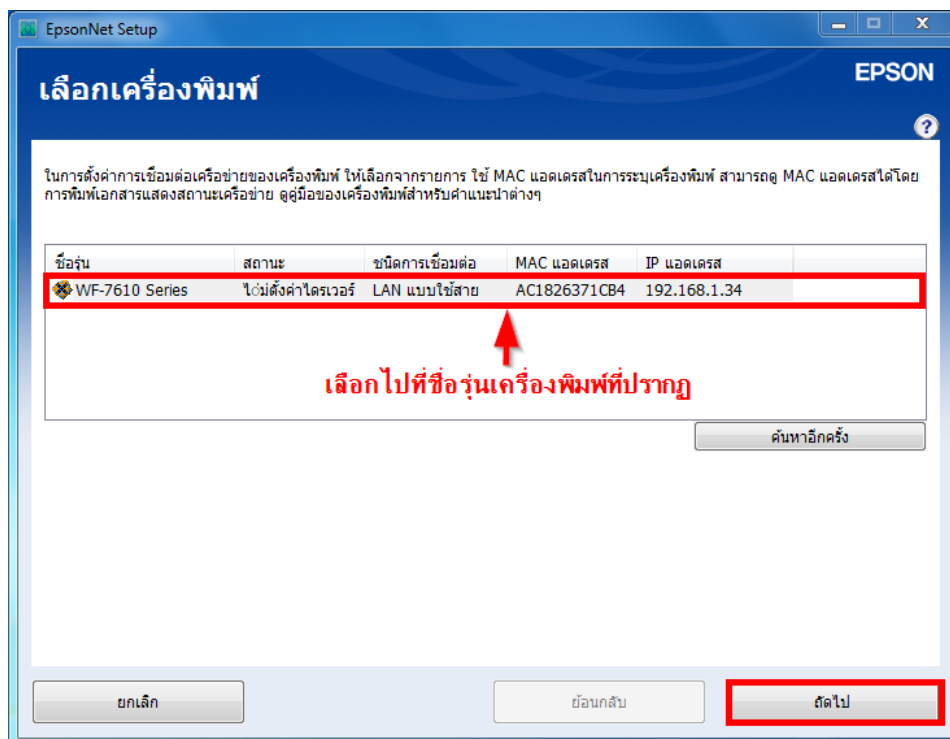 EpsonNet Setup
EPSON
เลือกเครื่องพิมพ์
ในการตั้งค่าการเชื่อมต่อเครือข่ายของเครื่องพิมพ์ ให้เลือกจากรายการ ใช้ MAC แอดเดรสในการระบุเครื่องพิมพ์ สามารถดู MAC แอดเดรสได้โดย
การพิมพ์เอกสารแสดงสถานะเครือข่าย ดูคู่มือของเครื่องพิมพ์สำหรับคำแนะนำต่างๆ
ชื่อรุ่น สถานะ ชนิดการเชื่อมต่อ MAC แอดเดรส IP แอดเดรส
WF-7610 Series ไ่ม่ตั้งค่าไดรเวอร์ LAN แบบใช้สาย AC1826371CB4 192.168.1.34
เลือกไปที่ชื่อรุ่นเครื่องพิมพ์ที่ปรากฏ
ค้นหาอีกครั้ง
ยกเลิก ย้อนกลับ ถัดไป